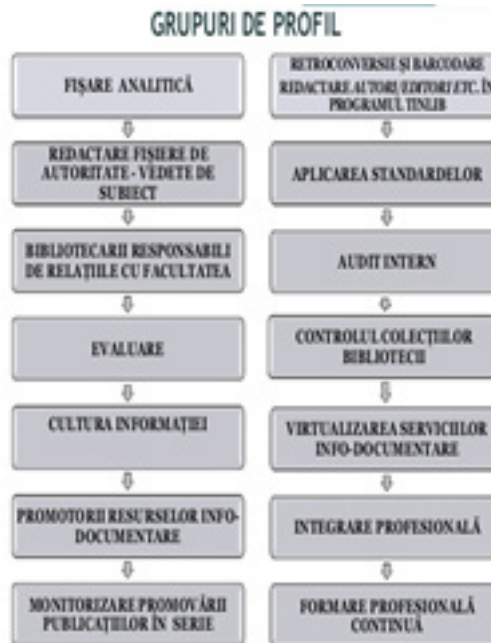 GRUPURI DE PROFIL
FIȘARE ANALITICĂ
REDACTARE FIȘIERE DE
AUTORITATE - VEDETE DE
SUBIECT
BIBLIOTECARII RESPONSABILI
DE RELAȚIILE CU FACULTATEA
EVALUARE
CULTURA INFORMAȚIEI
PROMOTORII RESURSELOR INFO-
DOCUMENTARE
MONITORIZARE PROMOVĂRII
PUBLICAȚIILOR ÎN SERIE
RETROCONVERSIE ȘI BARCODARE
REDACTARE AUTORI/EDITORI ETC. ÎN
PROGRAMUL TINLIB
APLICAREA STANDARDELOR
AUDIT INTERN
CONTROLUL COLECȚIILOR
BIBLIOTECII
VIRTUALIZAREA SERVICIILOR
INFO-DOCUMENTARE
INTEGRARE PROFESIONALĂ
FORMARE PROFESIONALĂ
CONTINUĂ